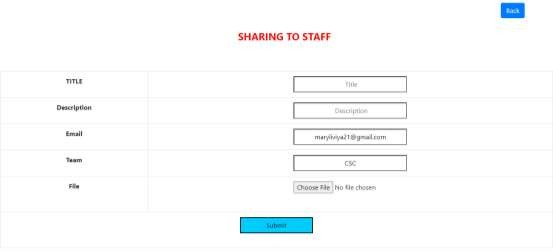 Back
SHARING TO STAFF
TITLE
Title
Description
Description
Email
maryliviya21@gmail.com
Team
CSC
File
Choose File No file chosen
Submit